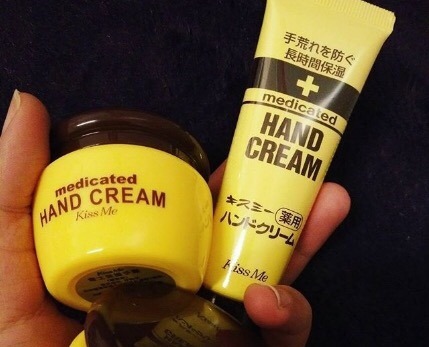 手荒れを防ぐ
長時間保湿
medicated
HAND
CREAM
キスミー 薬用
ハンドクリーム
Kiss Me
medicated
HAND CREAM
Kiss Me